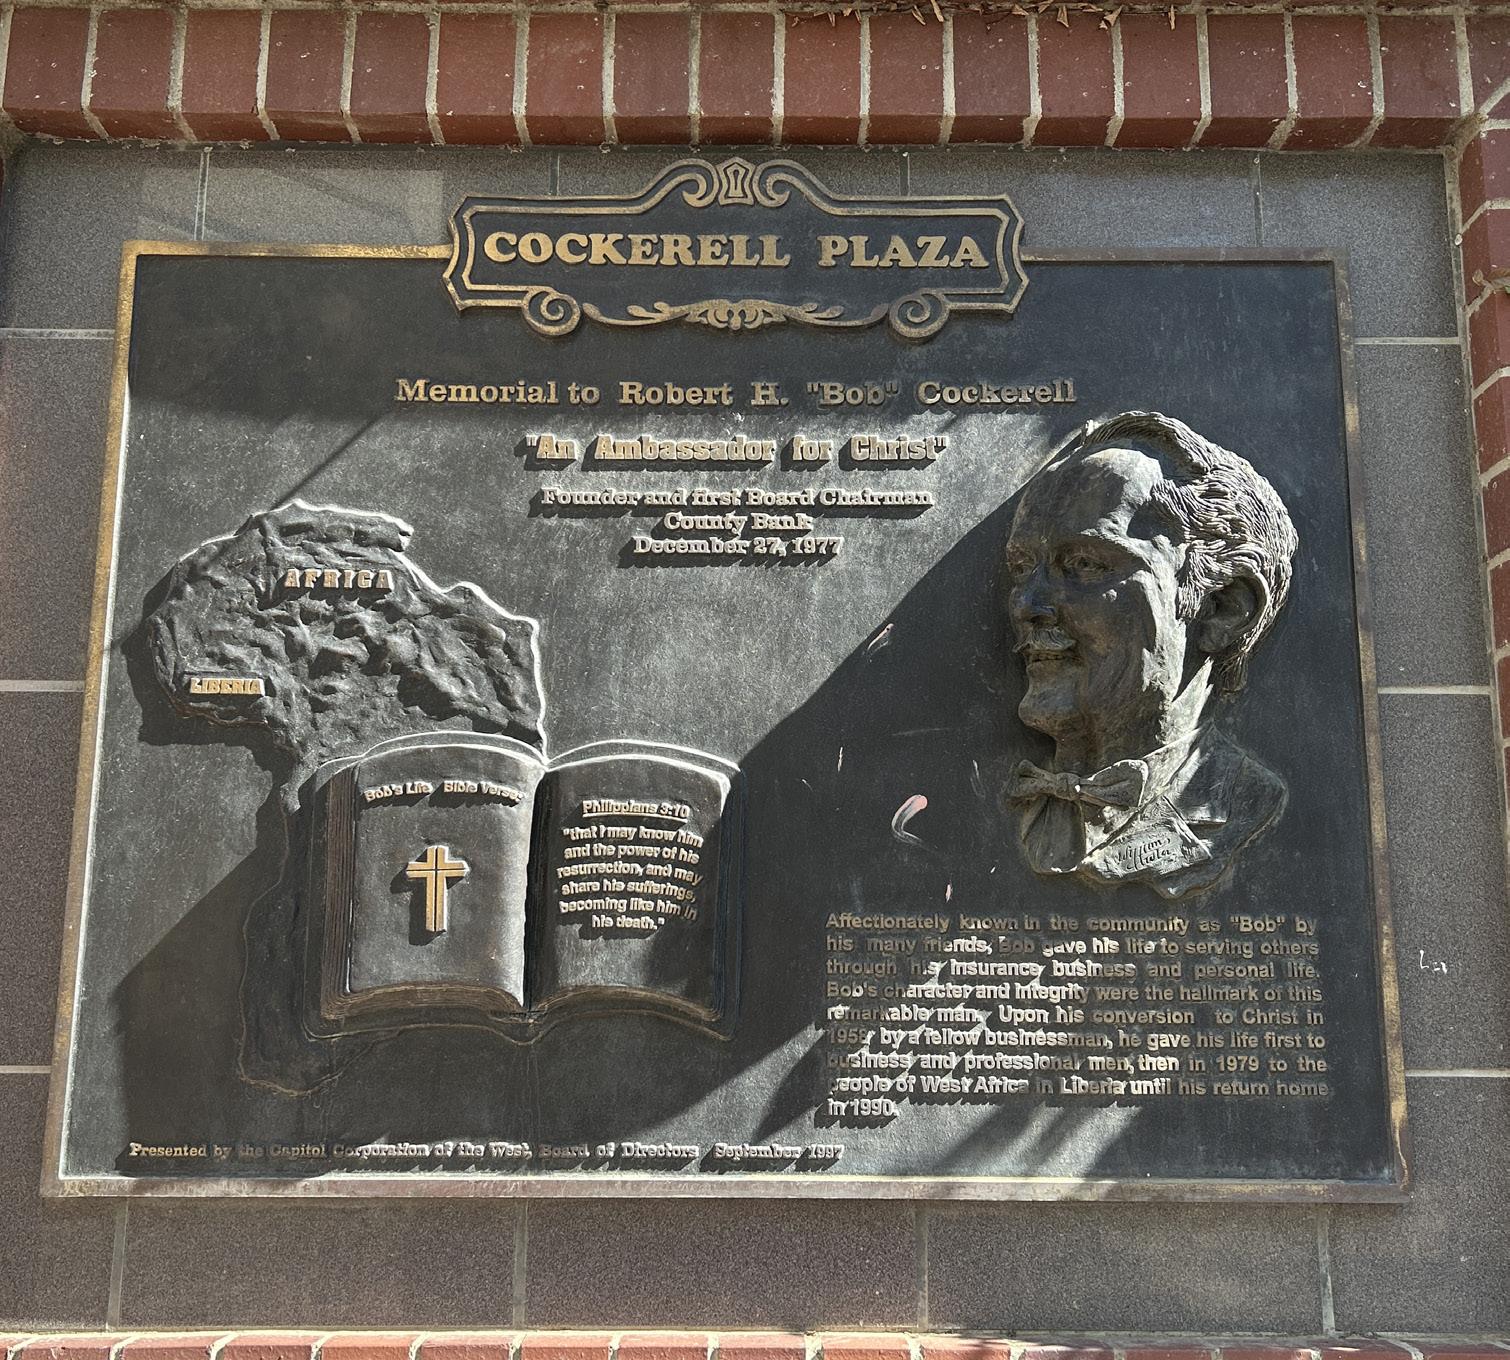 COCKERELL PLAZA
Memorial to Robert H. "Bob" Cockerell
"An Ambassador for Christ"
Founder and first Board Chairman
County Bank
December 27, 1977
AFRICA
LIBERIA
Bob's Life Bible Verse:
Philippians 3:10
"that I may know him
and the power of his
resurrection, and may
share his sufferings,
becoming like him in
his death."
Affectionately known in the community as "Bob" by
his many friends, Bob gave his life to serving others
through his insurance business and personal life.
Bob's character and integrity were the hallmark of this
remarkable man. Upon his conversion to Christ in
1958 by a fellow businessman, he gave his life first to
business and professional men, then in 1979 to the
people of West Africa in Liberia until his return home
in 1990.
Presented by the Capitol Corporation of the West, Board of Directors September 1997